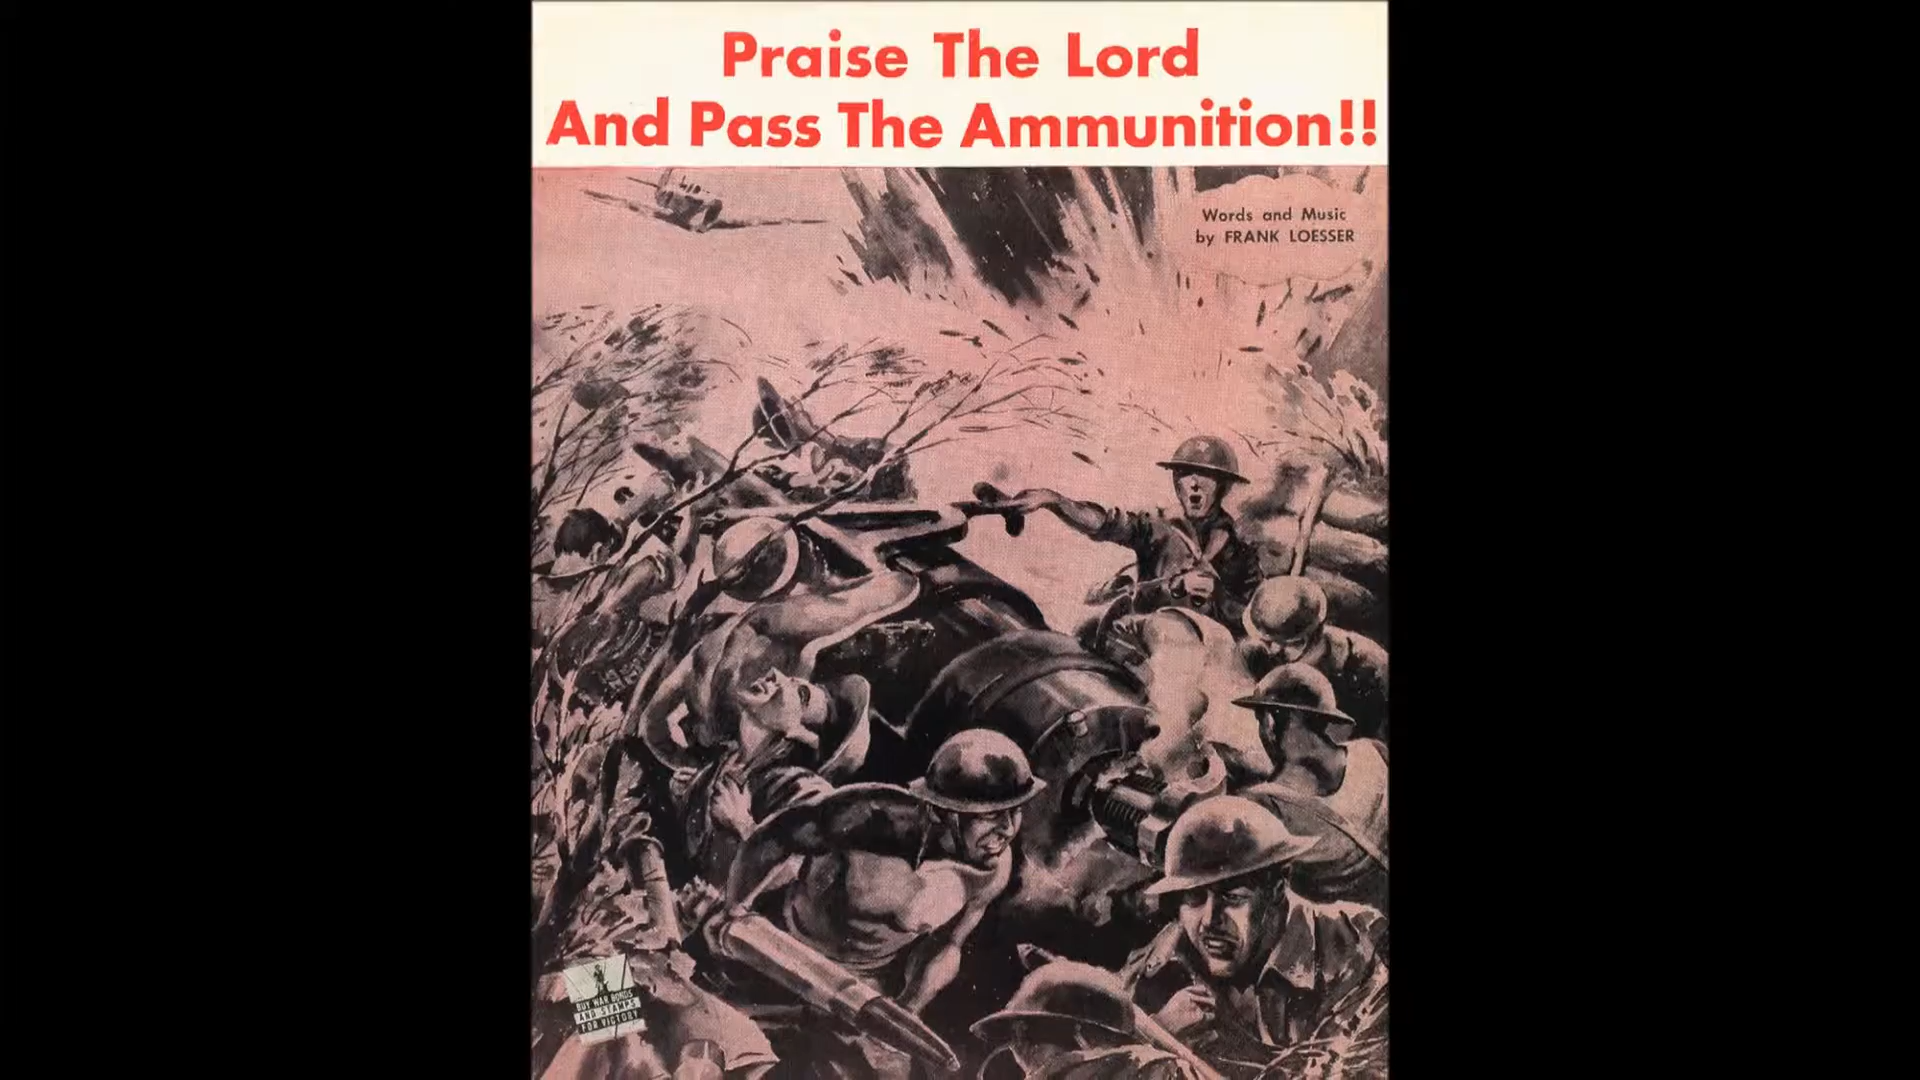 Praise The Lord
And Pass The Ammunition!!
Words and Music
by FRANK LOESSER
BUY WAR BONDS
AND STAMPS
FOR VICTORY